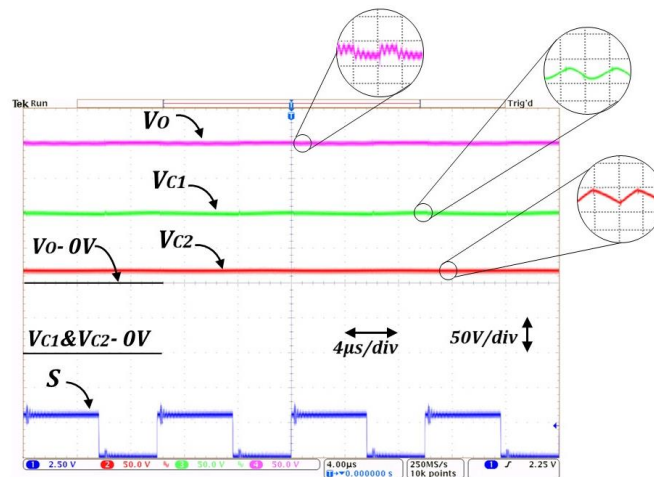 Tek Run
Trig'd
T
VO
VC1
VO- 0V
VC2
VC1&VC2- 0V
4µs/div
50V/div
S
1 2.50 V 2 50.0 V 3 50.0 V 4 50.0 V
4.00µs
T 0.000000 s
250MS/s
10k points
1 2.25 V